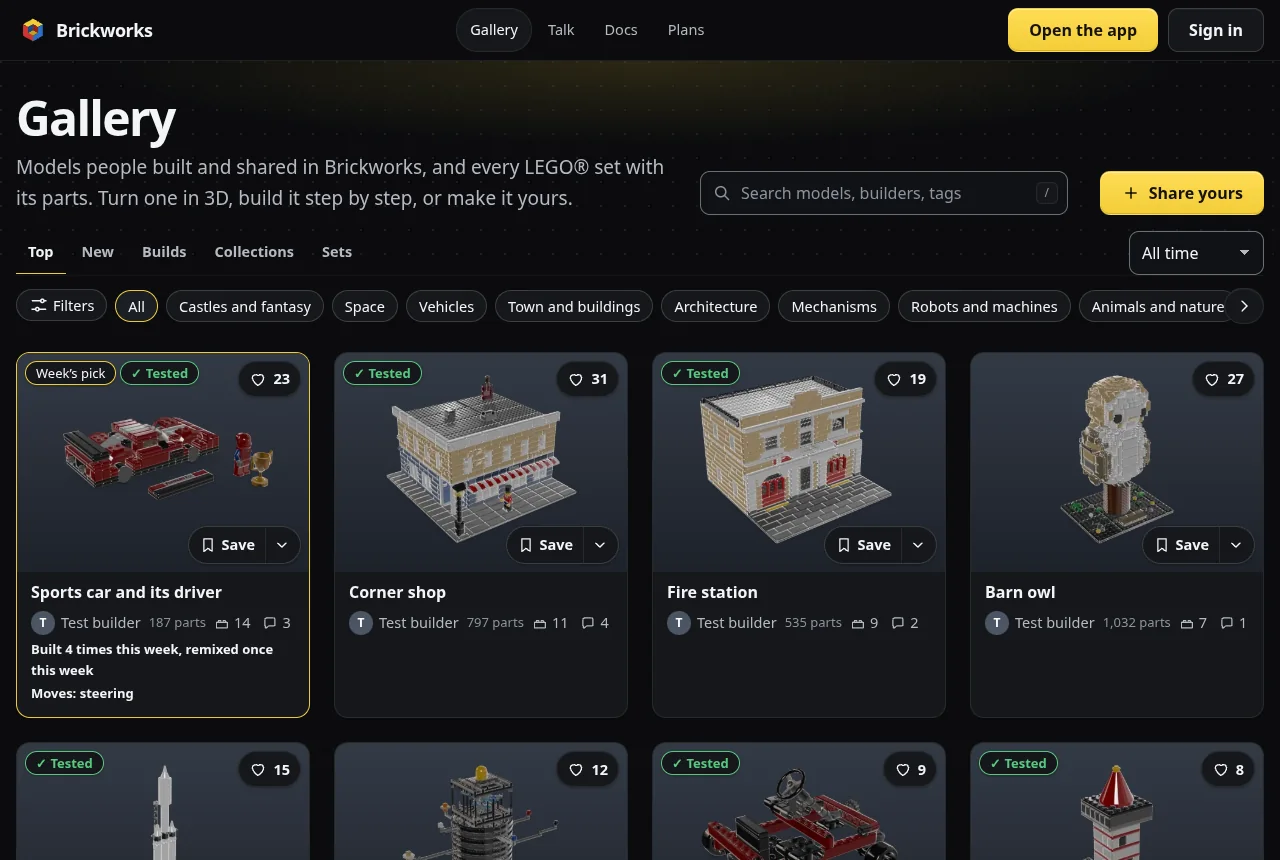 Brickworks
Gallery
Talk
Docs
Plans
Open the app
Sign in
Gallery
Models people built and shared in Brickworks, and every LEGO® set with
its parts. Turn one in 3D, build it step by step, or make it yours.
Search models, builders, tags
/
+ Share yours
Top
New
Builds
Collections
Sets
All time
Filters
All
Castles and fantasy
Space
Vehicles
Town and buildings
Architecture
Mechanisms
Robots and machines
Animals and nature
Week's pick
✓ Tested
23
Save
Sports car and its driver
T Test builder 187 parts 14 3
Built 4 times this week, remixed once
this week
Moves: steering
✓ Tested
31
Save
Corner shop
T Test builder 797 parts 11 4
✓ Tested
19
Save
Fire station
T Test builder 535 parts 9 2
27
Save
Barn owl
T Test builder 1,032 parts 7 1
✓ Tested
15
12
✓ Tested
9
✓ Tested
8